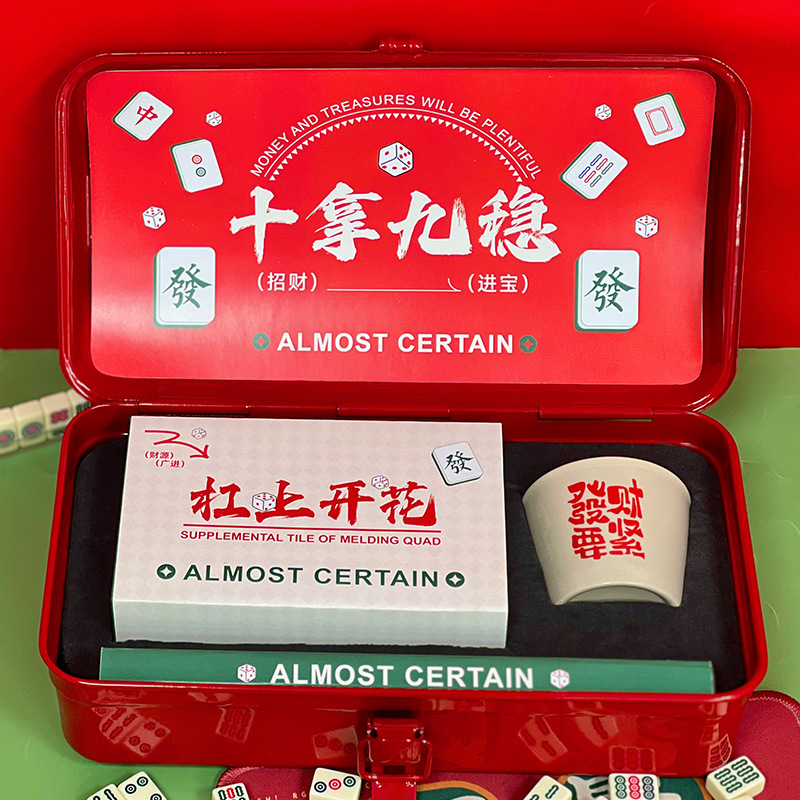 MONEY AND TREASURES WILL BE PLENTIFUL
中
十拿九稳
(招财) (进宝)
發
發
ALMOST CERTAIN
(财源)
(广进)
發
杠上开花
SUPPLEMENTAL TILE OF MELDING QUAD
ALMOST CERTAIN
發财
要紧
ALMOST CERTAIN